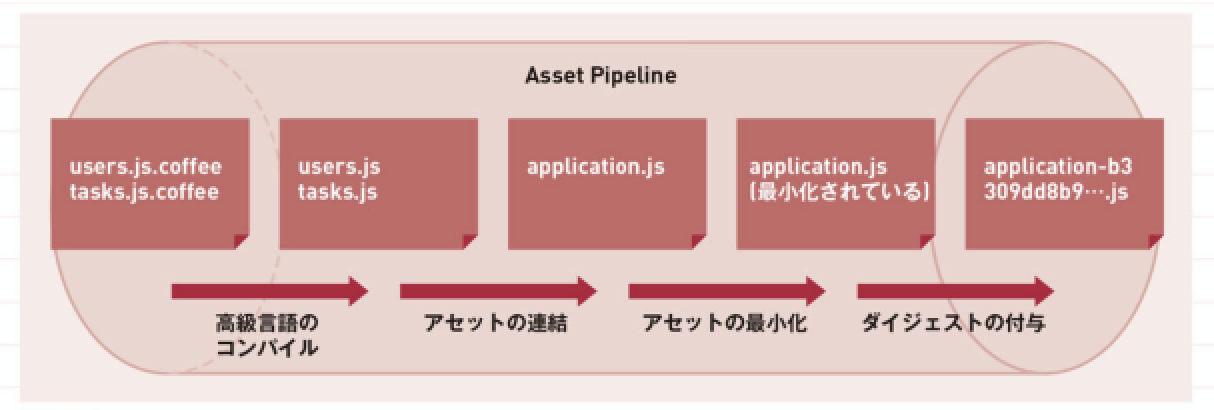 Asset Pipeline
users.js.coffee
tasks.js.coffee
users.js
tasks.js
application.js
application.js
(最小化されている)
application-b3
309dd8b9….js
高級言語の
コンパイル
アセットの連結
アセットの最小化
ダイジェストの付与